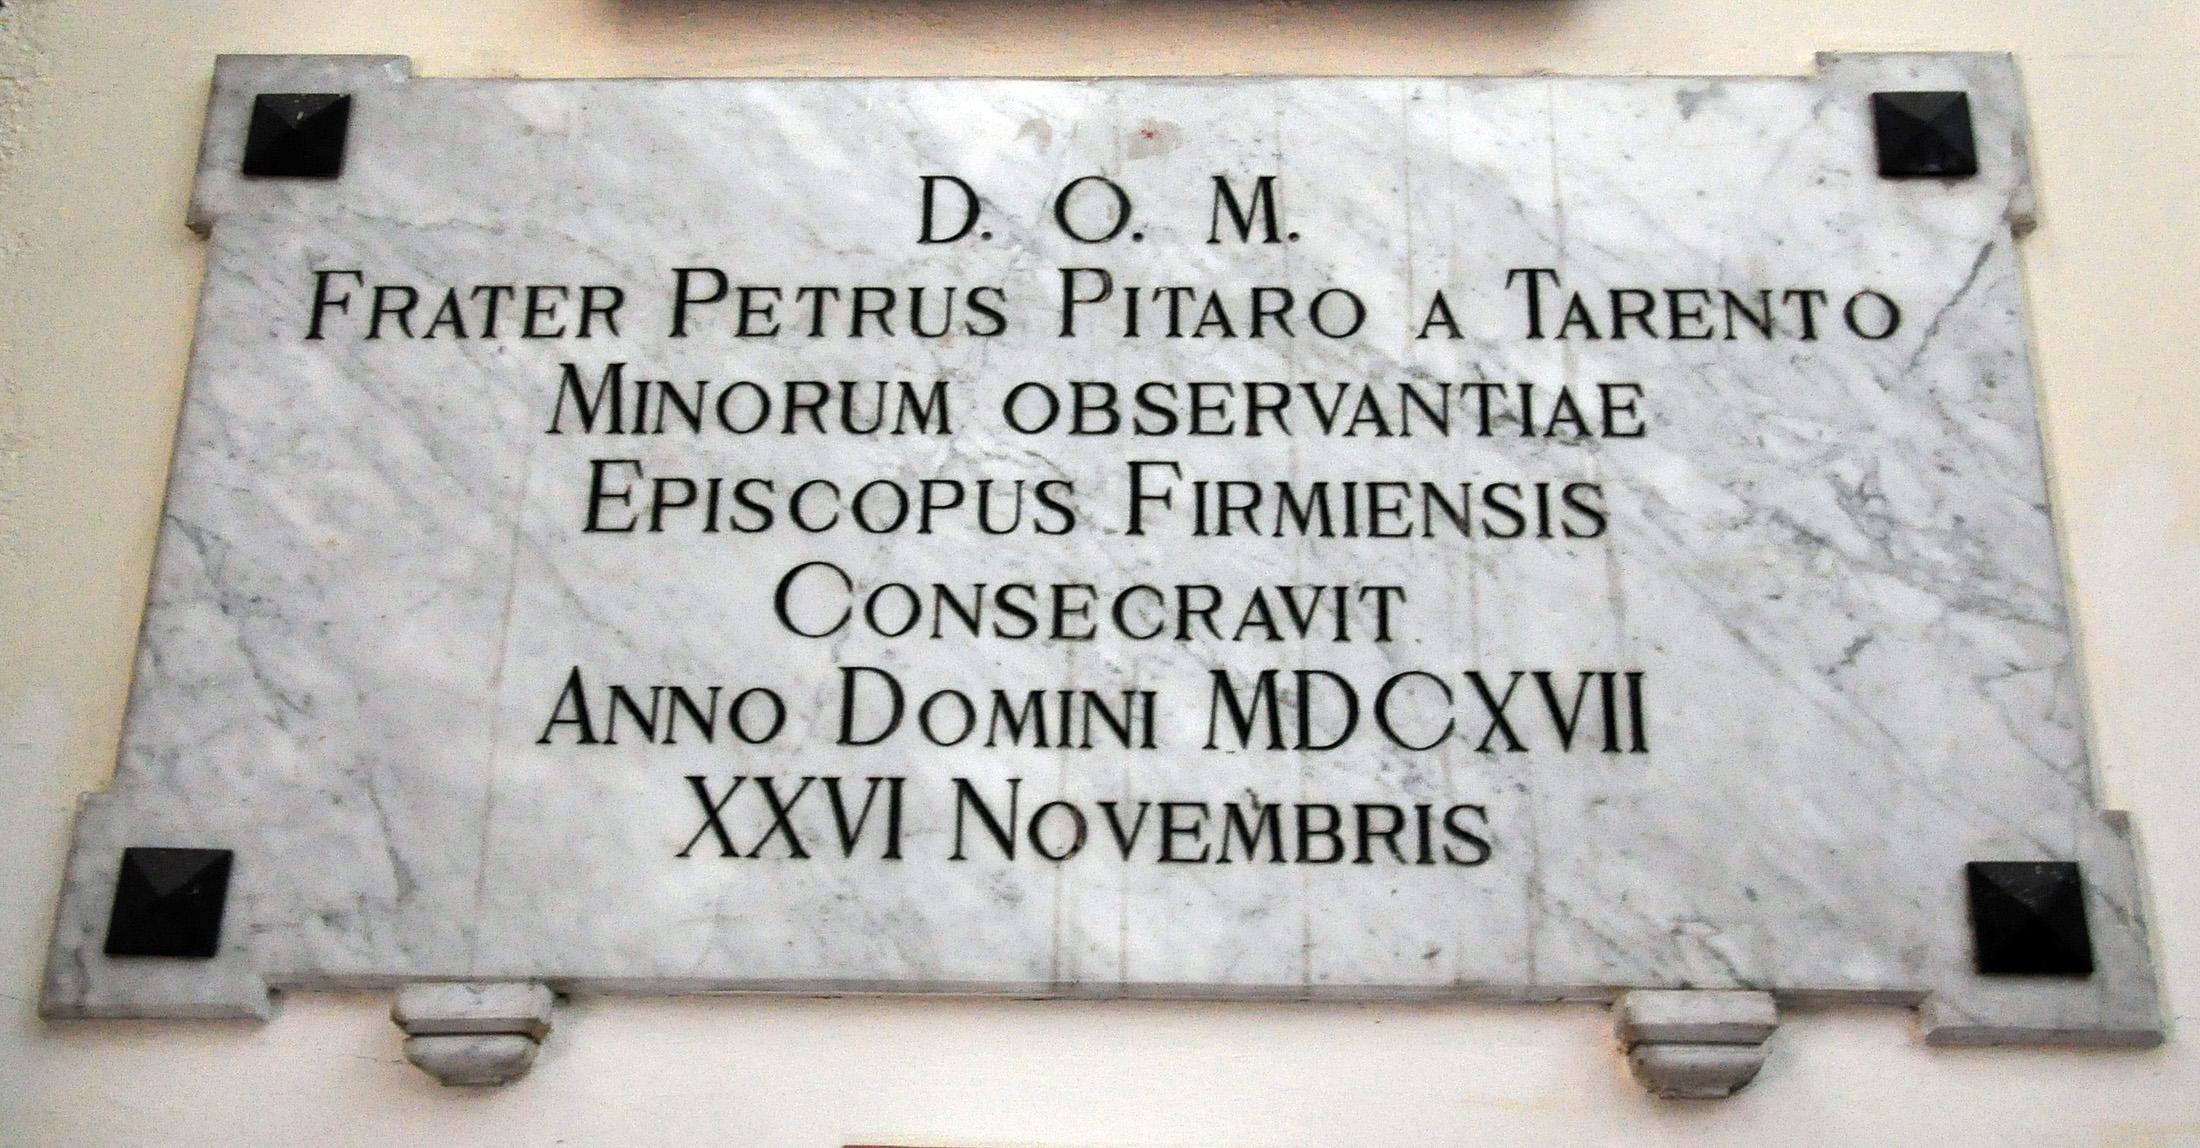 D. O. M.
FRATER PETRUS PITARO A TARENTO
MINORUM OBSERVANTIAE
EPISCOPUS FIRMIENSIS
CONSECRAVIT
ANNO DOMINI MDCXVII
XXVI NOVEMBRIS